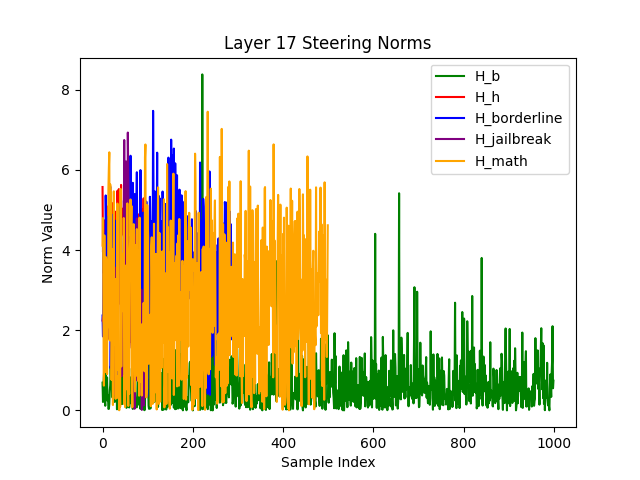 Layer 17 Steering Norms
Norm Value
8
6
4
2
0
0 200 400 600 800 1000
Sample Index
H_b
H_h
H_borderline
H_jailbreak
H_math